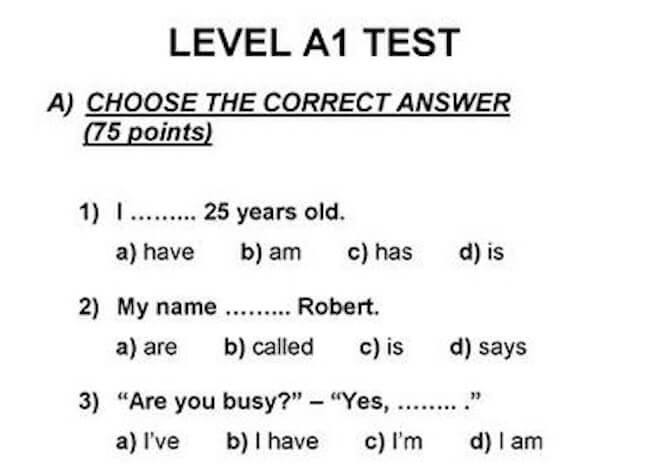 LEVEL A1 TEST
A) CHOOSE THE CORRECT ANSWER
(75 points)
1) I ......... 25 years old.
a) have b) am c) has d) is
2) My name ......... Robert.
a) are b) called c) is d) says
3) “Are you busy?” – “Yes, ........ .”
a) I’ve b) I have c) I’m d) I am